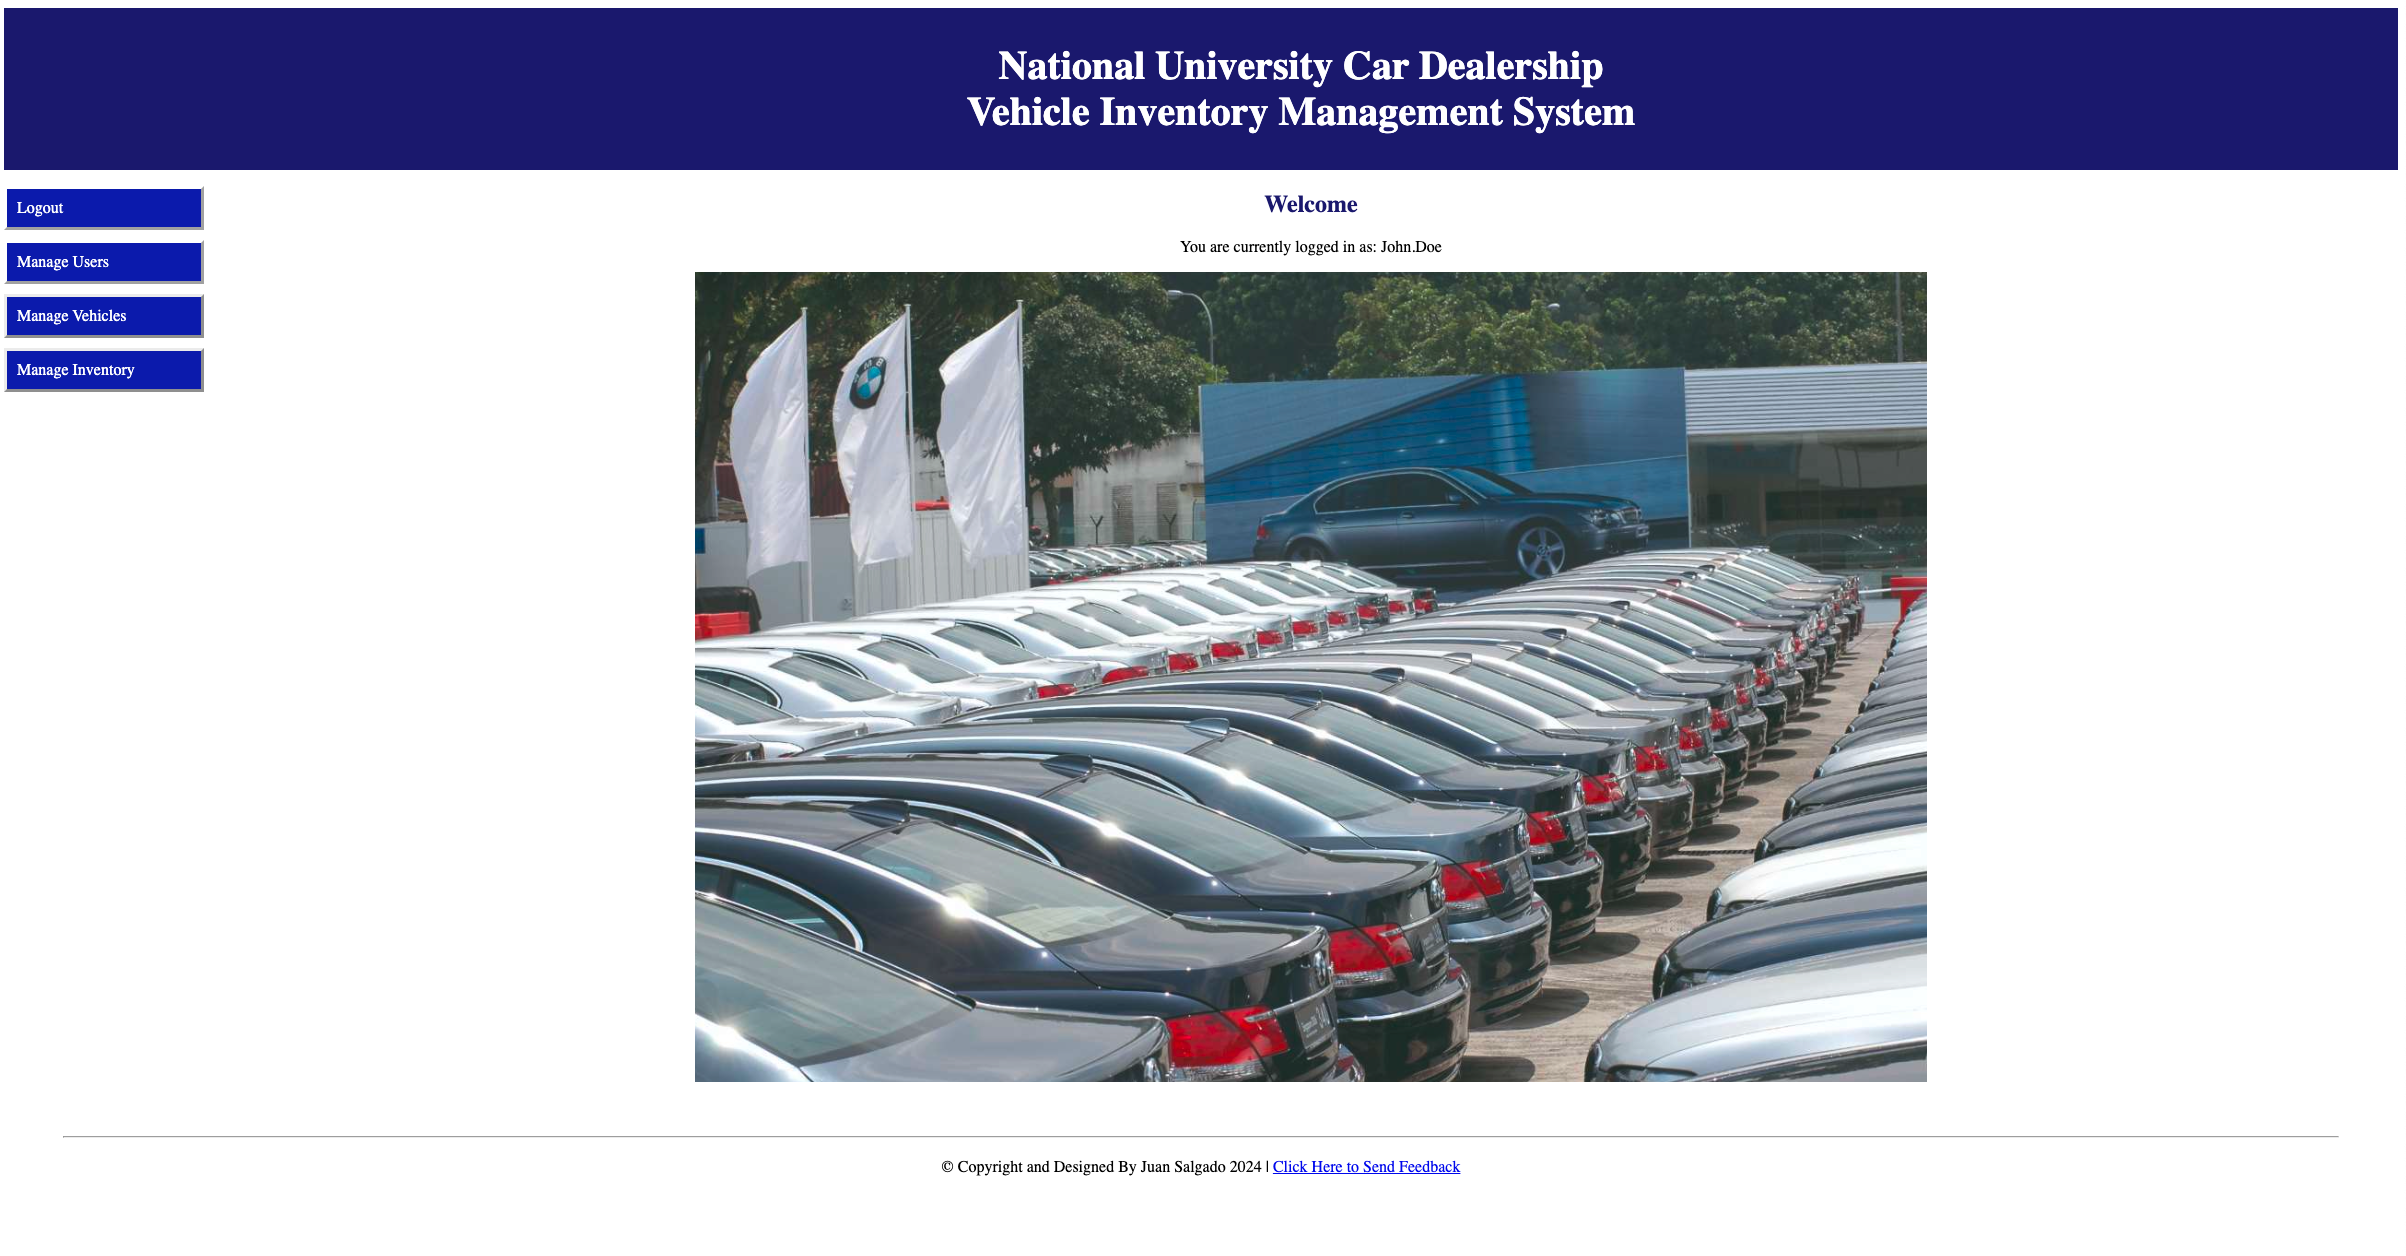 National University Car Dealership
Vehicle Inventory Management System
Logout
Manage Users
Manage Vehicles
Manage Inventory
Welcome
You are currently logged in as: John.Doe
BMW
© Copyright and Designed By Juan Salgado 2024 | Click Here to Send Feedback